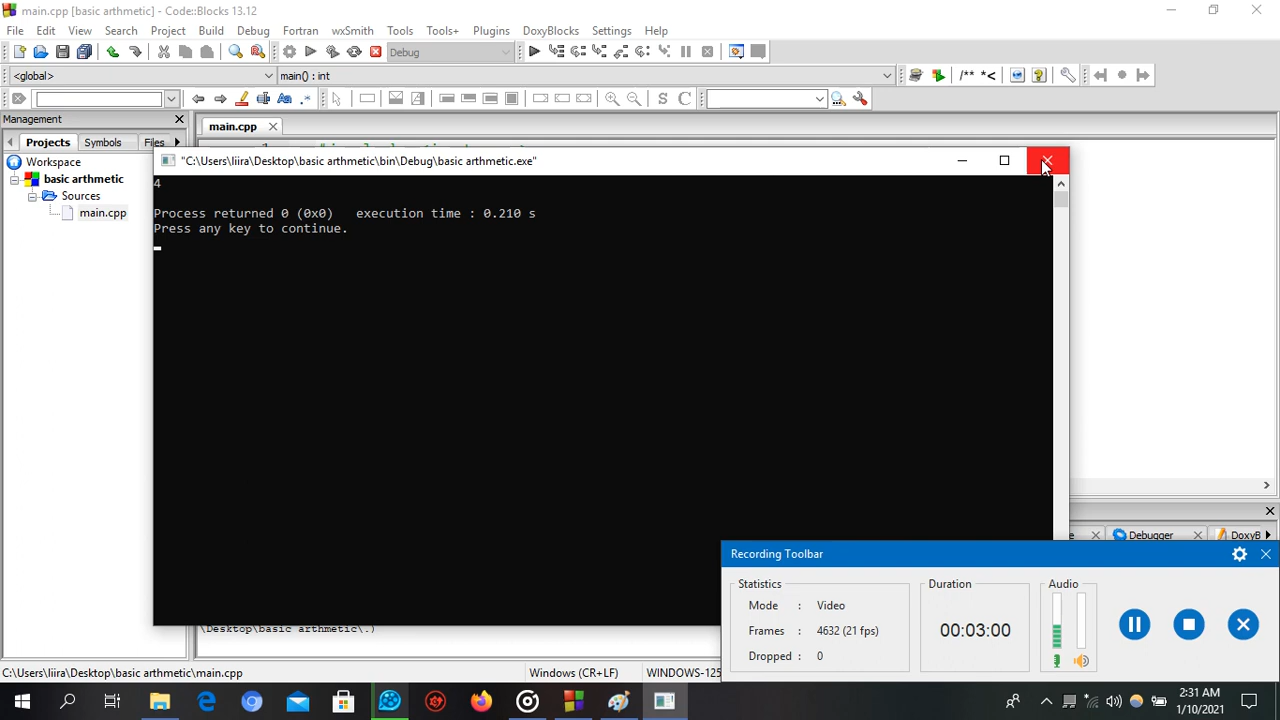 main.cpp [basic arthmetic] - Code::Blocks 13.12
File Edit View Search Project Build Debug Fortran wxSmith Tools Tools+ Plugins DoxyBlocks Settings Help
Debug
<global> main() : int /** *<
S C
Management main.cpp
Projects Symbols Files
Workspace
basic arthmetic
Sources
main.cpp
"C:\Users\liira\Desktop\basic arthmetic\bin\Debug\basic arthmetic.exe"
4
Process returned 0 (0x0) execution time : 0.210 s
Press any key to continue.
Debugger DoxyB
Recording Toolbar
Statistics Duration Audio
Mode : Video
Frames : 4632 (21 fps)
00:03:00
Dropped : 0
\Desktop\basic arthmetic\.)
C:\Users\liira\Desktop\basic arthmetic\main.cpp Windows (CR+LF) WINDOWS-125
2:31 AM
1/10/2021